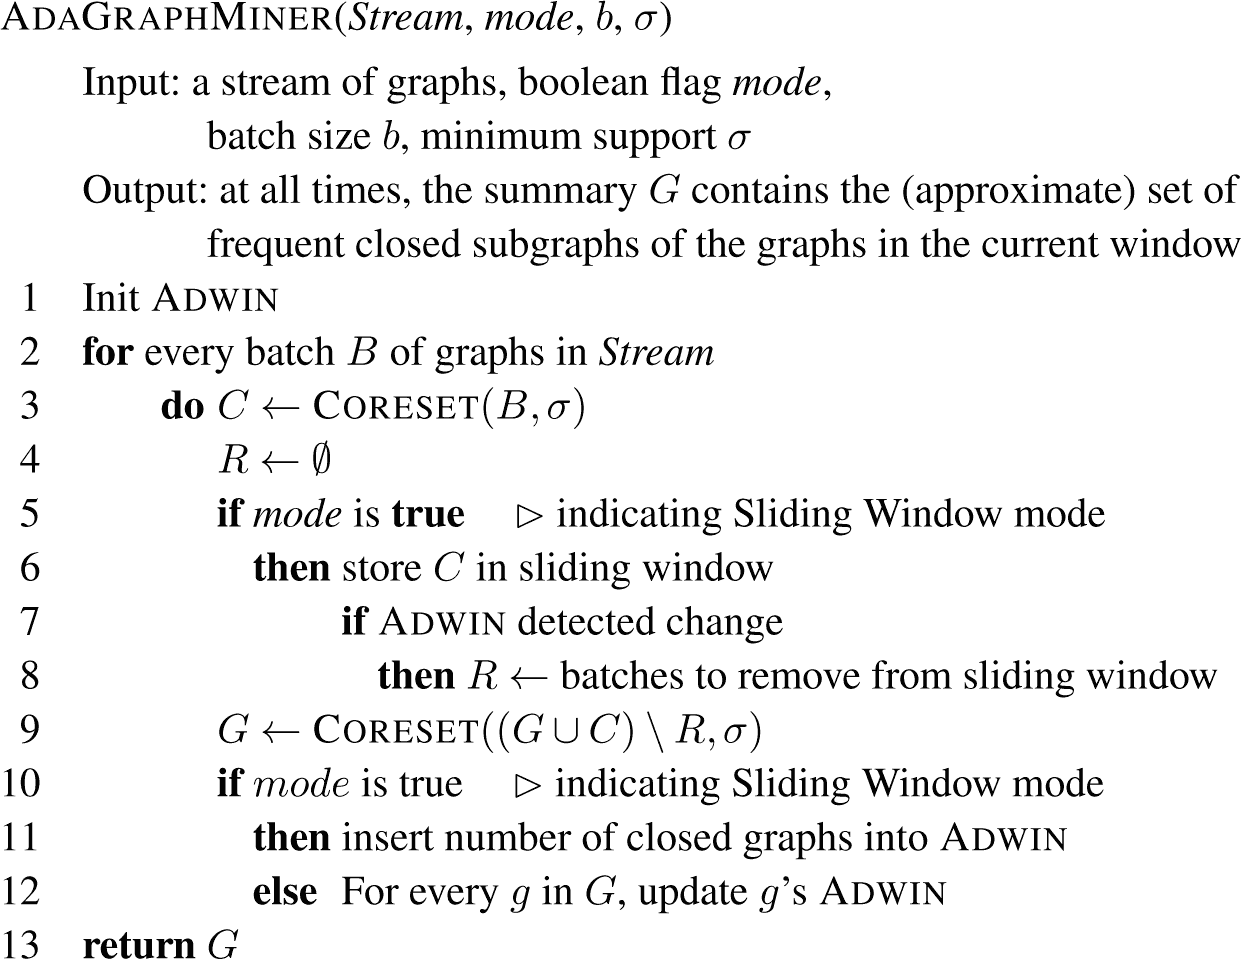 ADAGRAPHMINER(Stream, mode, b, σ)
Input: a stream of graphs, boolean flag mode,
batch size b, minimum support σ
Output: at all times, the summary G contains the (approximate) set of
frequent closed subgraphs of the graphs in the current window
1 Init ADWIN
2 for every batch B of graphs in Stream
3 do C ← CORESET(B, σ)
4 R ← ∅
5 if mode is true ▷ indicating Sliding Window mode
6 then store C in sliding window
7 if ADWIN detected change
8 then R ← batches to remove from sliding window
9 G ← CORESET((G ∪ C) \ R, σ)
10 if mode is true ▷ indicating Sliding Window mode
11 then insert number of closed graphs into ADWIN
12 else For every g in G, update g's ADWIN
13 return G